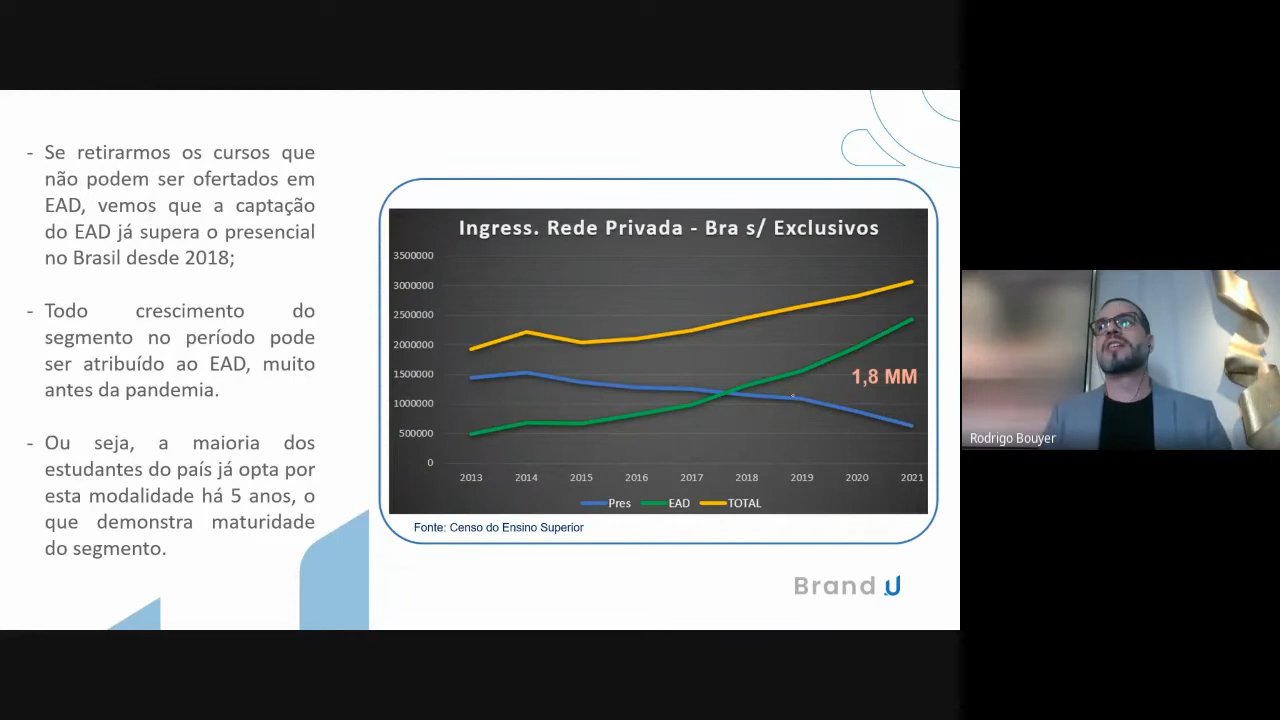 - Se retirarmos os cursos que
não podem ser ofertados em
EAD, vemos que a captação
do EAD já supera o presencial
no Brasil desde 2018;
- Todo crescimento do
segmento no período pode
ser atribuído ao EAD, muito
antes da pandemia.
- Ou seja, a maioria dos
estudantes do país já opta por
esta modalidade há 5 anos, o
que demonstra maturidade
do segmento.
Ingress. Rede Privada - Bra s/ Exclusivos
3500000
3000000
2500000
2000000
1500000
1000000
500000
0
1,8 MM
2013 2014 2015 2016 2017 2018 2019 2020 2021
Pres EAD TOTAL
Fonte: Censo do Ensino Superior
Brand U
Rodrigo Bouyer